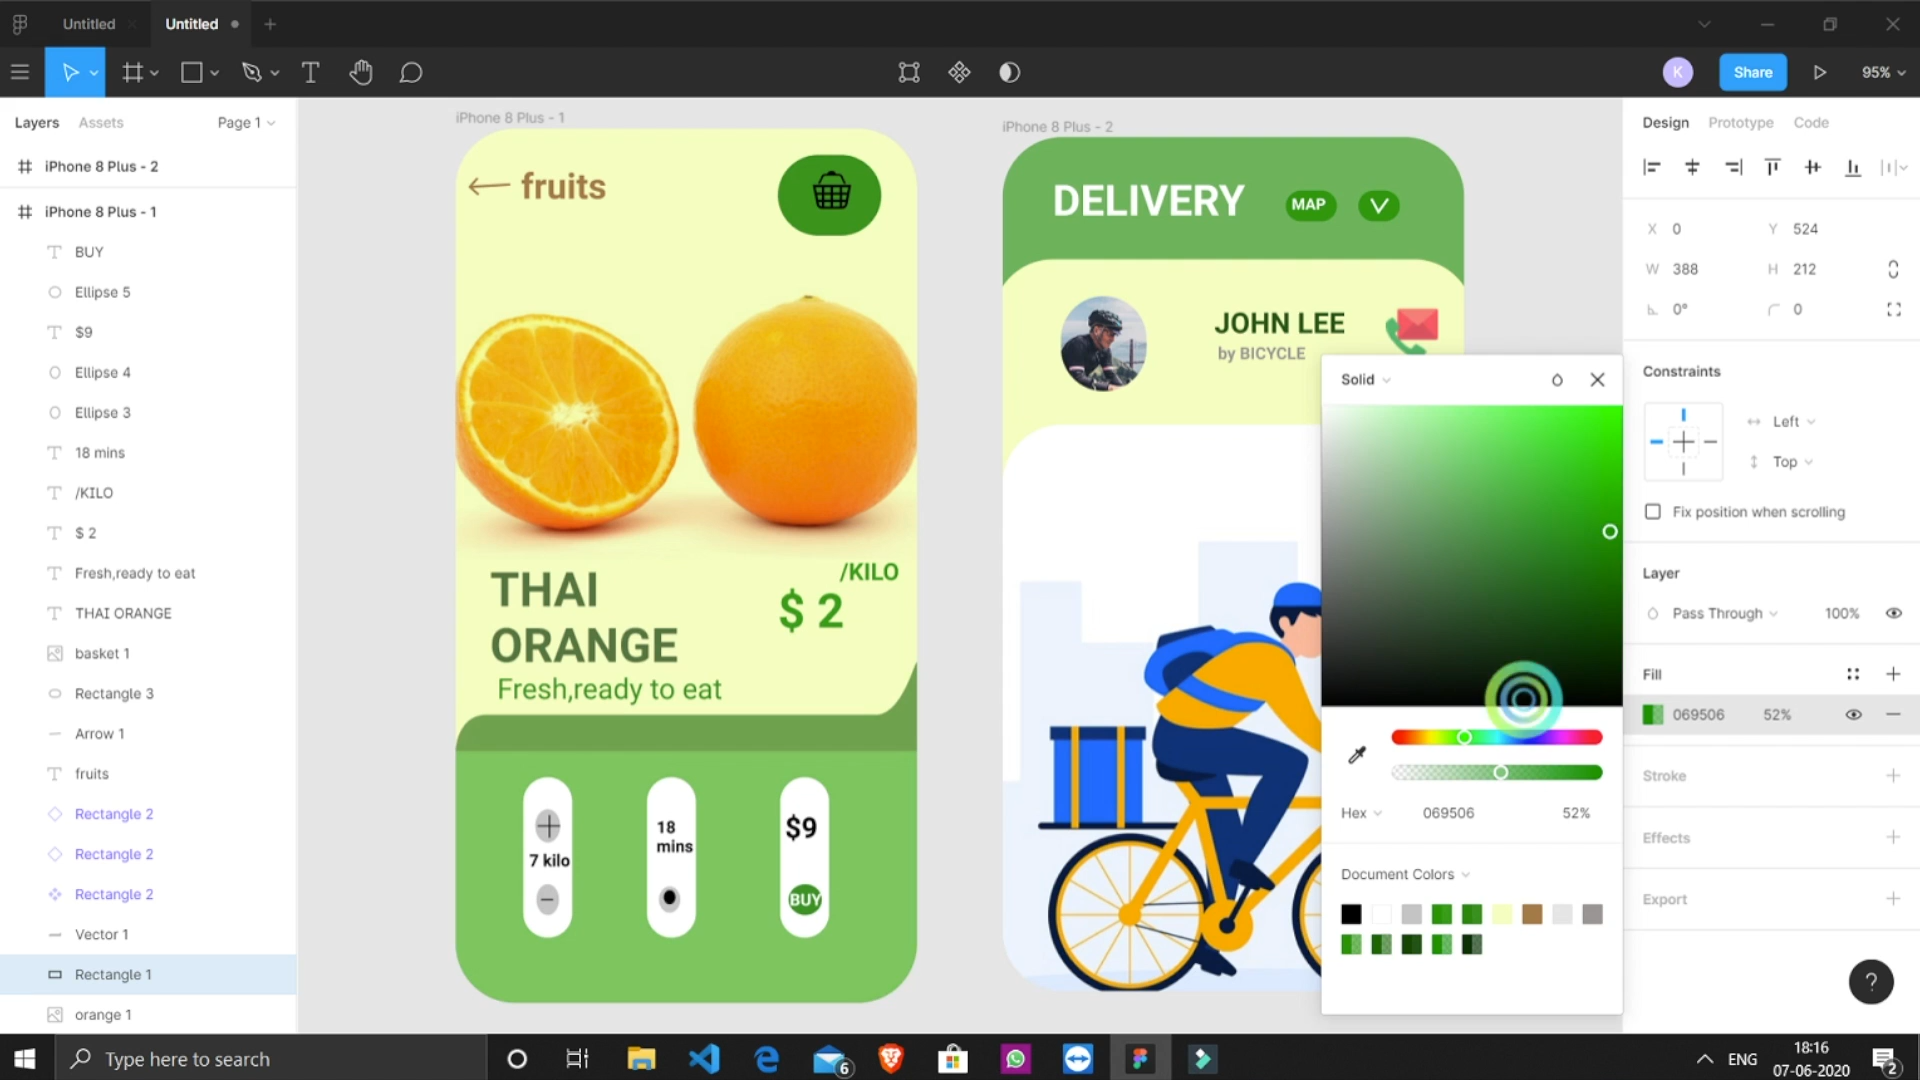 Untitled
Untitled
K
Share
95%
Layers
Assets
Page 1
iPhone 8 Plus - 2
iPhone 8 Plus - 1
BUY
Ellipse 5
$9
Ellipse 4
Ellipse 3
18 mins
/KILO
$ 2
Fresh,ready to eat
THAI ORANGE
basket 1
Rectangle 3
Arrow 1
fruits
Rectangle 2
Rectangle 2
Rectangle 2
Vector 1
Rectangle 1
orange 1
iPhone 8 Plus - 1
fruits
THAI
ORANGE
/KILO
$ 2
Fresh,ready to eat
7 kilo
18
mins
$9
BUY
iPhone 8 Plus - 2
DELIVERY
MAP
JOHN LEE
by BICYCLE
Solid
Hex
069506
52%
Document Colors
Design
Prototype
Code
X 0
Y 524
W 388
H 212
0°
0
Constraints
Left
Top
Fix position when scrolling
Layer
Pass Through
100%
Fill
069506
52%
Stroke
Effects
Export
?
Type here to search
6
ENG
18:16
07-06-2020
2